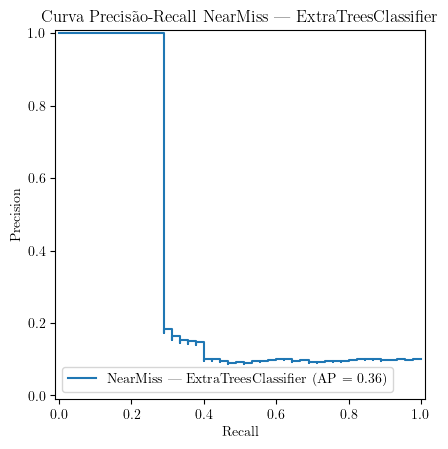 Curva Precisão-Recall NearMiss — ExtraTreesClassifier
1.0
0.8
0.6
0.4
0.2
0.0
Precision
NearMiss — ExtraTreesClassifier (AP = 0.36)
0.0 0.2 0.4 0.6 0.8 1.0
Recall